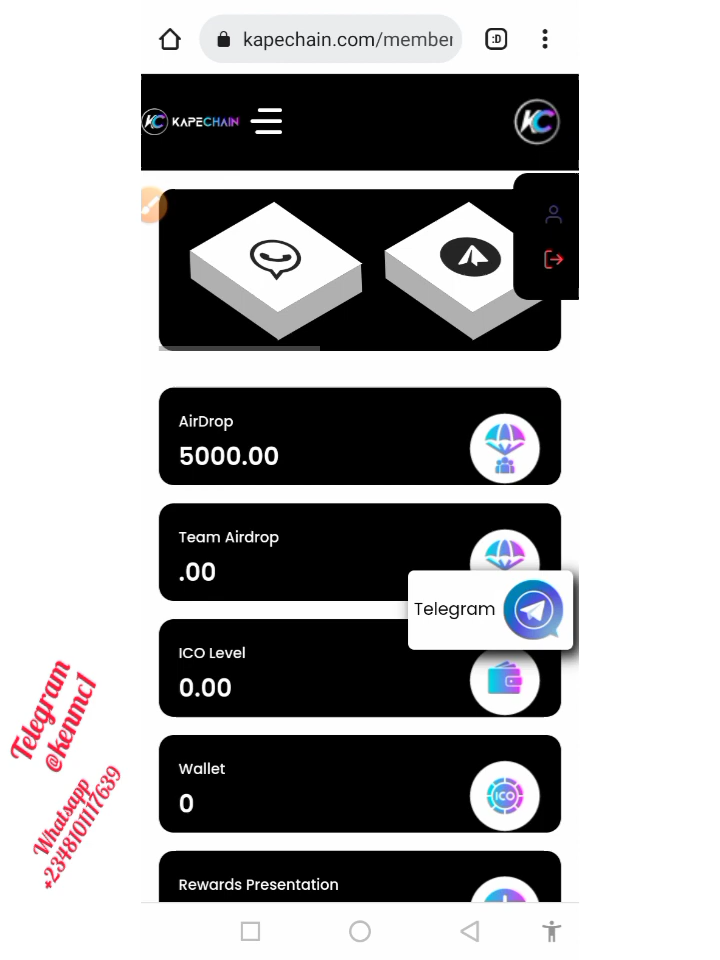 :D
kapechain.com/member
KAPECHAIN
KC
AirDrop
5000.00
Team Airdrop
.00
Telegram
ICO Level
0.00
Wallet
0
ICO
Rewards Presentation
Telegram
@kenmc1
Whatsapp
+2348101117639